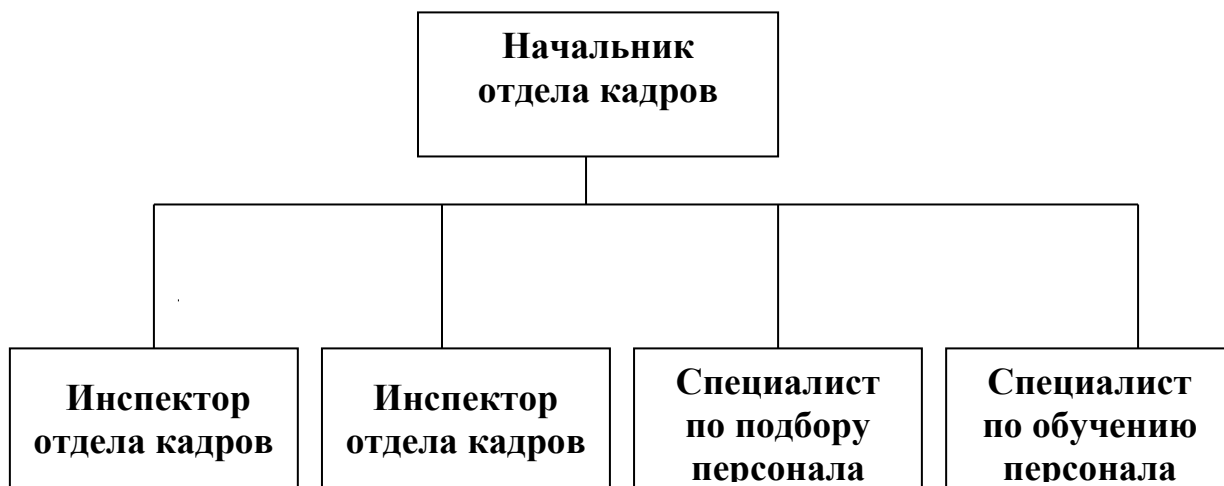 Начальник
отдела кадров
Инспектор
отдела кадров
Инспектор
отдела кадров
Специалист
по подбору
персонала
Специалист
по обучению
персонала